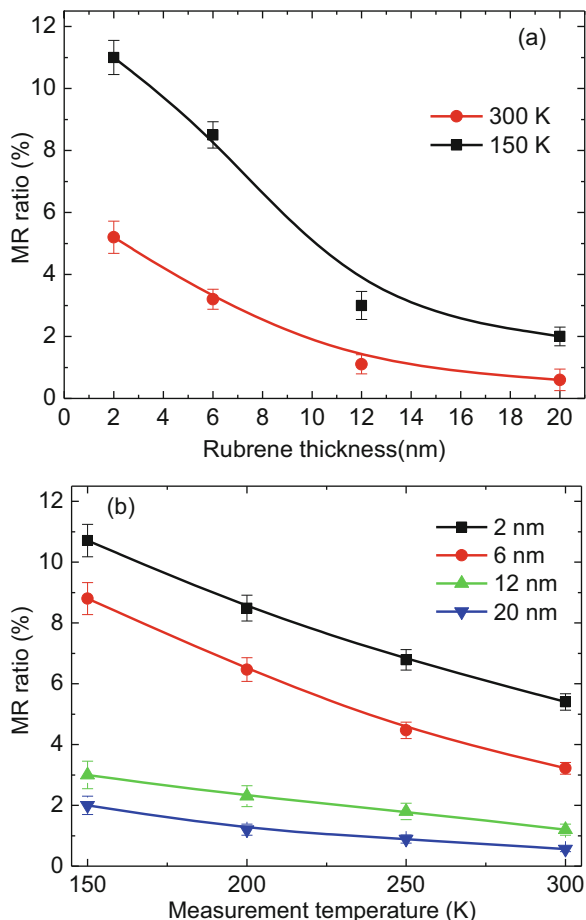 12
10
8
6
4
2
0
MR ratio (%)
(a)
300 K
150 K
0 2 4 6 8 10 12 14 16 18 20
Rubrene thickness(nm)
12
10
8
6
4
2
0
MR ratio (%)
(b)
2 nm
6 nm
12 nm
20 nm
150 200 250 300
Measurement temperature (K)